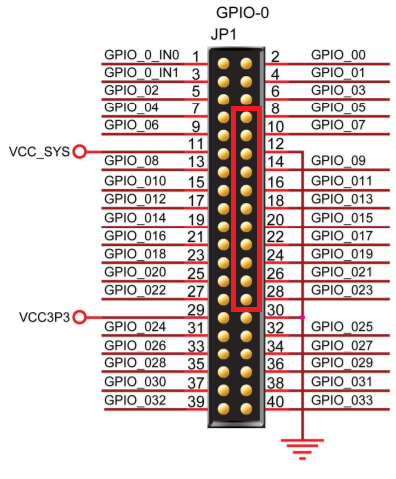 GPIO-0
JP1
GPIO_0_IN0 1 2 GPIO_00
GPIO_0_IN1 3 4 GPIO_01
GPIO_02 5 6 GPIO_03
GPIO_04 7 8 GPIO_05
GPIO_06 9 10 GPIO_07
VCC_SYS 11 12
GPIO_08 13 14 GPIO_09
GPIO_010 15 16 GPIO_011
GPIO_012 17 18 GPIO_013
GPIO_014 19 20 GPIO_015
GPIO_016 21 22 GPIO_017
GPIO_018 23 24 GPIO_019
GPIO_020 25 26 GPIO_021
GPIO_022 27 28 GPIO_023
VCC3P3 29 30
GPIO_024 31 32 GPIO_025
GPIO_026 33 34 GPIO_027
GPIO_028 35 36 GPIO_029
GPIO_030 37 38 GPIO_031
GPIO_032 39 40 GPIO_033